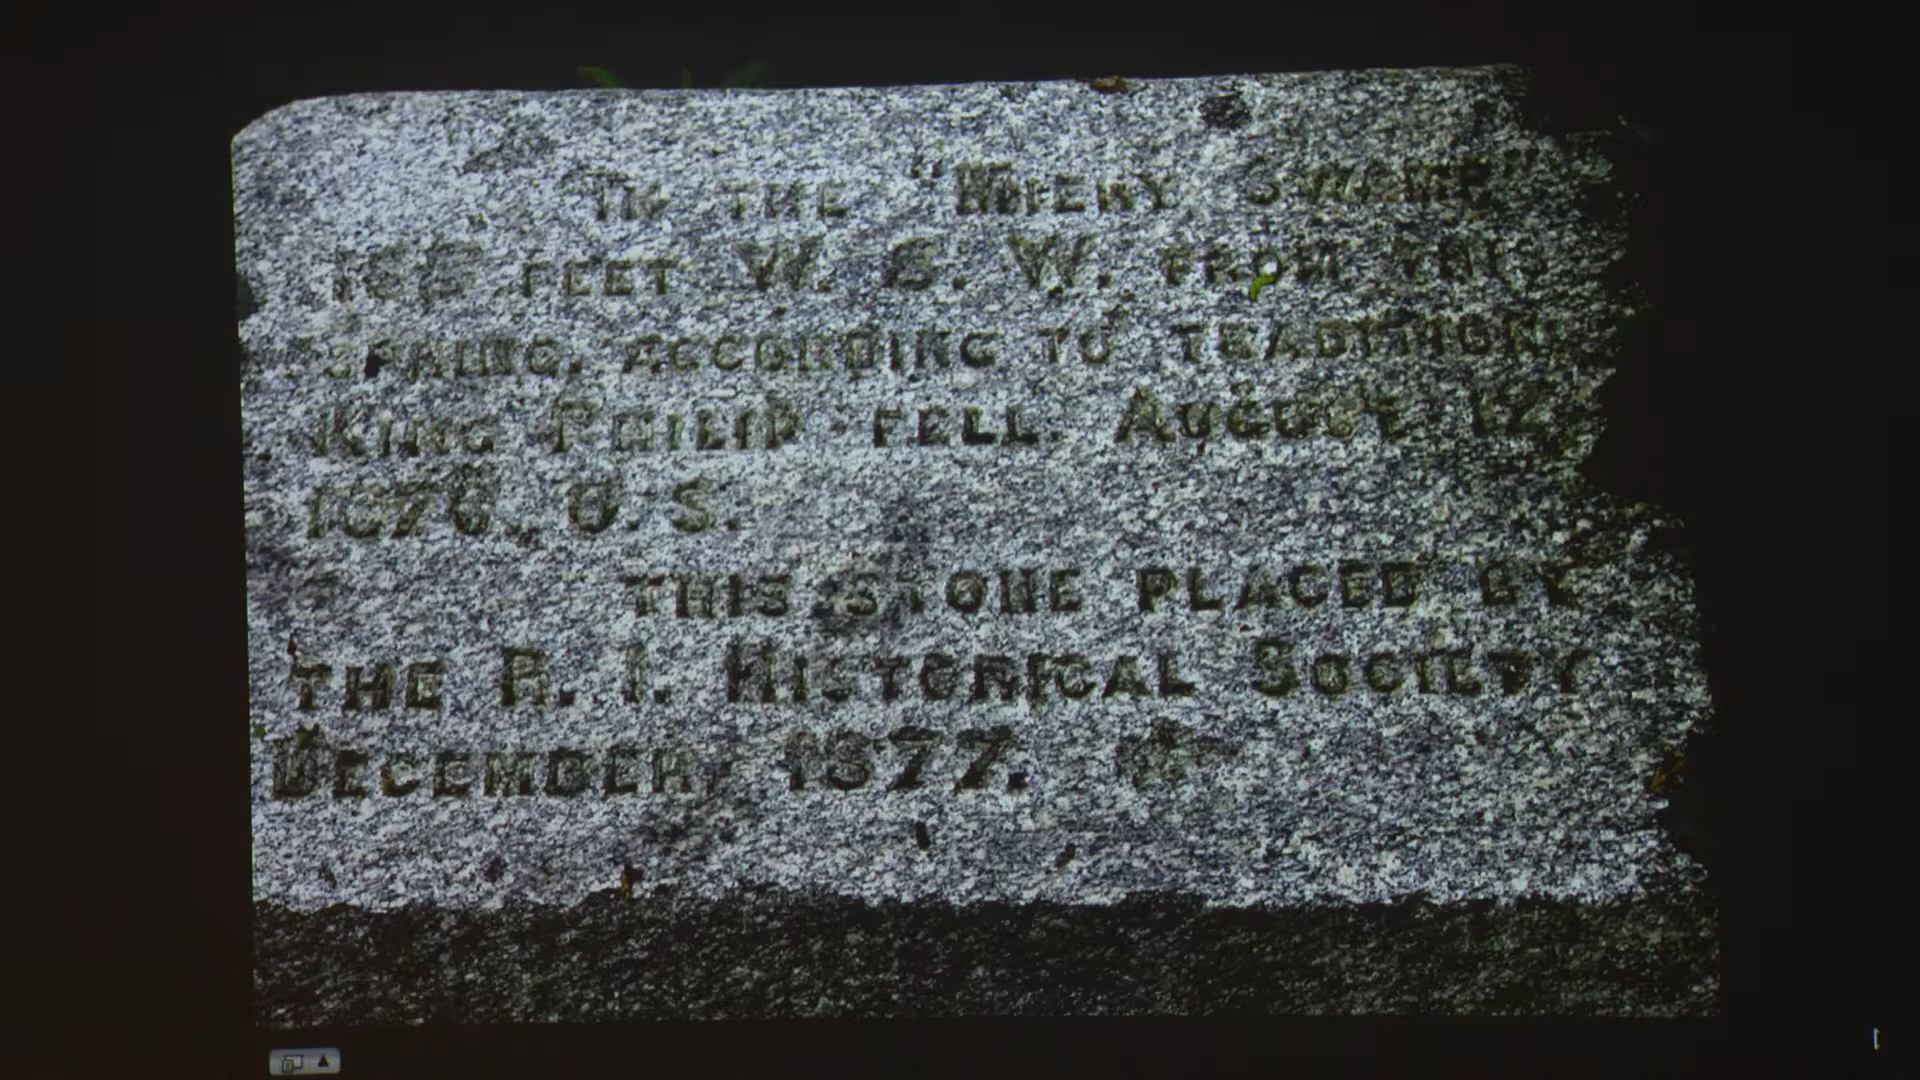 IN THE "MIERY SWAMP"
FEET W. S. W. FROM THIS
SPRING, ACCORDING TO TRADITION,
KING PHILIP FELL. AUGUST 12,
1676, O. S.
THIS STONE PLACED BY
THE R. I. HISTORICAL SOCIETY
DECEMBER, 1877.